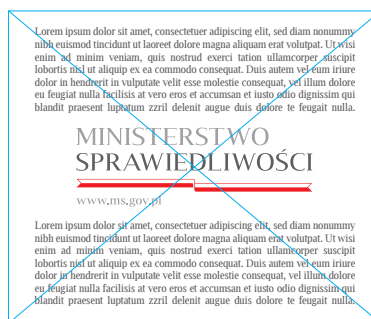 Lorem ipsum dolor sit amet, consectetuer adipiscing elit, sed diam nonummy
nibh euismod tincidunt ut laoreet dolore magna aliquam erat volutpat. Ut wisi
enim ad minim veniam, quis nostrud exerci tation ullamcorper suscipit
lobortis nisl ut aliquip ex ea commodo consequat. Duis autem vel eum iriure
dolor in hendrerit in vulputate velit esse molestie consequat, vel illum dolore
eu feugiat nulla facilisis at vero eros et accumsan et iusto odio dignissim qui
blandit praesent luptatum zzril delenit augue duis dolore te feugait nulla.
MINISTERSTWO
SPRAWIEDLIWOŚCI
www.ms.gov.pl
Lorem ipsum dolor sit amet, consectetuer adipiscing elit, sed diam nonummy
nibh euismod tincidunt ut laoreet dolore magna aliquam erat volutpat. Ut wisi
enim ad minim veniam, quis nostrud exerci tation ullamcorper suscipit
lobortis nisl ut aliquip ex ea commodo consequat. Duis autem vel eum iriure
dolor in hendrerit in vulputate velit esse molestie consequat, vel illum dolore
eu feugiat nulla facilisis at vero eros et accumsan et iusto odio dignissim qui
blandit praesent luptatum zzril delenit augue duis dolore te feugait nulla.